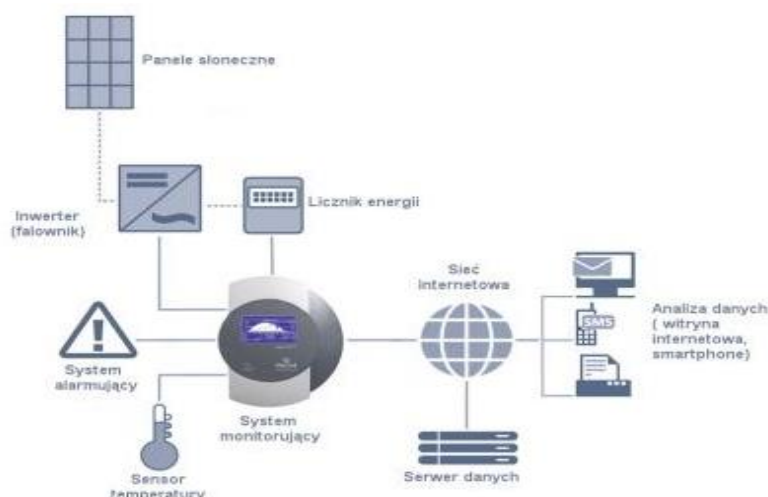 Panele słoneczne
Inwerter
(falownik)
Licznik energii
Sieć
internetowa
SMS
Analiza danych
( witryna
internetowa,
smartphone)
System
alarmujący
System
monitorujący
Sensor
temperatury
Serwer danych